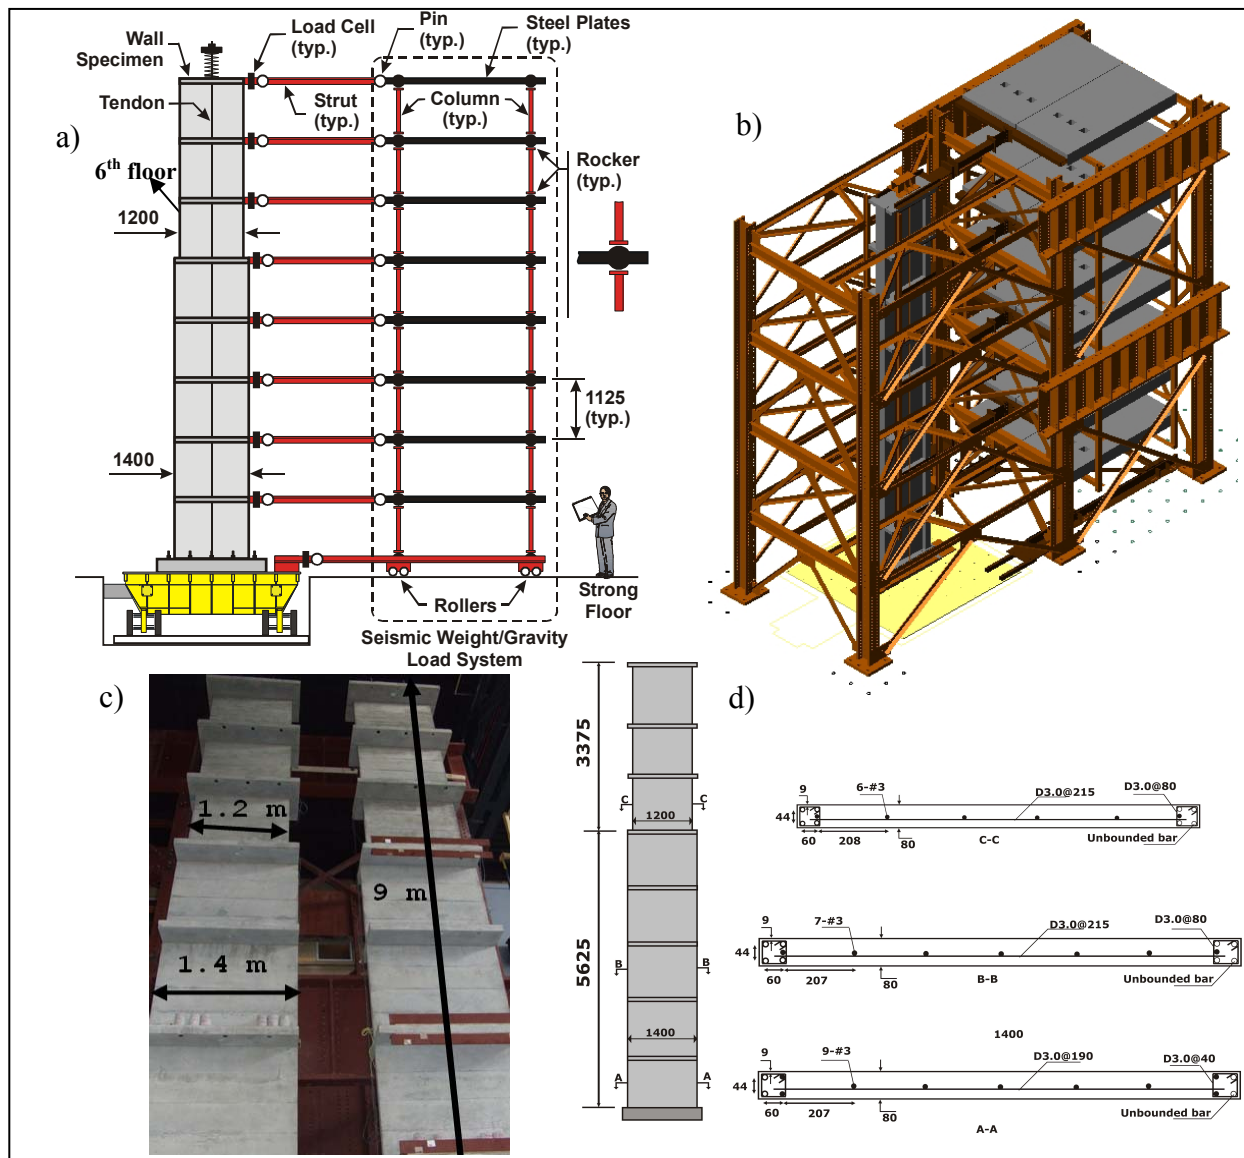 a)
Wall
Specimen
Load Cell
(typ.)
Pin
(typ.)
Steel Plates
(typ.)
Tendon
Strut
(typ.)
Column
(typ.)
6th floor
Rocker
(typ.)
1200
1125
(typ.)
1400
Rollers
Strong
Floor
Seismic Weight/Gravity
Load System
b)
c)
1.2 m
1.4 m
9 m
3375
5625
C
C
1200
B
B
1400
A
A
d)
9
6-#3
D3.0@215
D3.0@80
44
60
208
80
C-C
Unbounded bar
9
7-#3
D3.0@215
D3.0@80
44
60
207
80
B-B
Unbounded bar
1400
9
9-#3
D3.0@190
D3.0@40
44
60
207
80
A-A
Unbounded bar